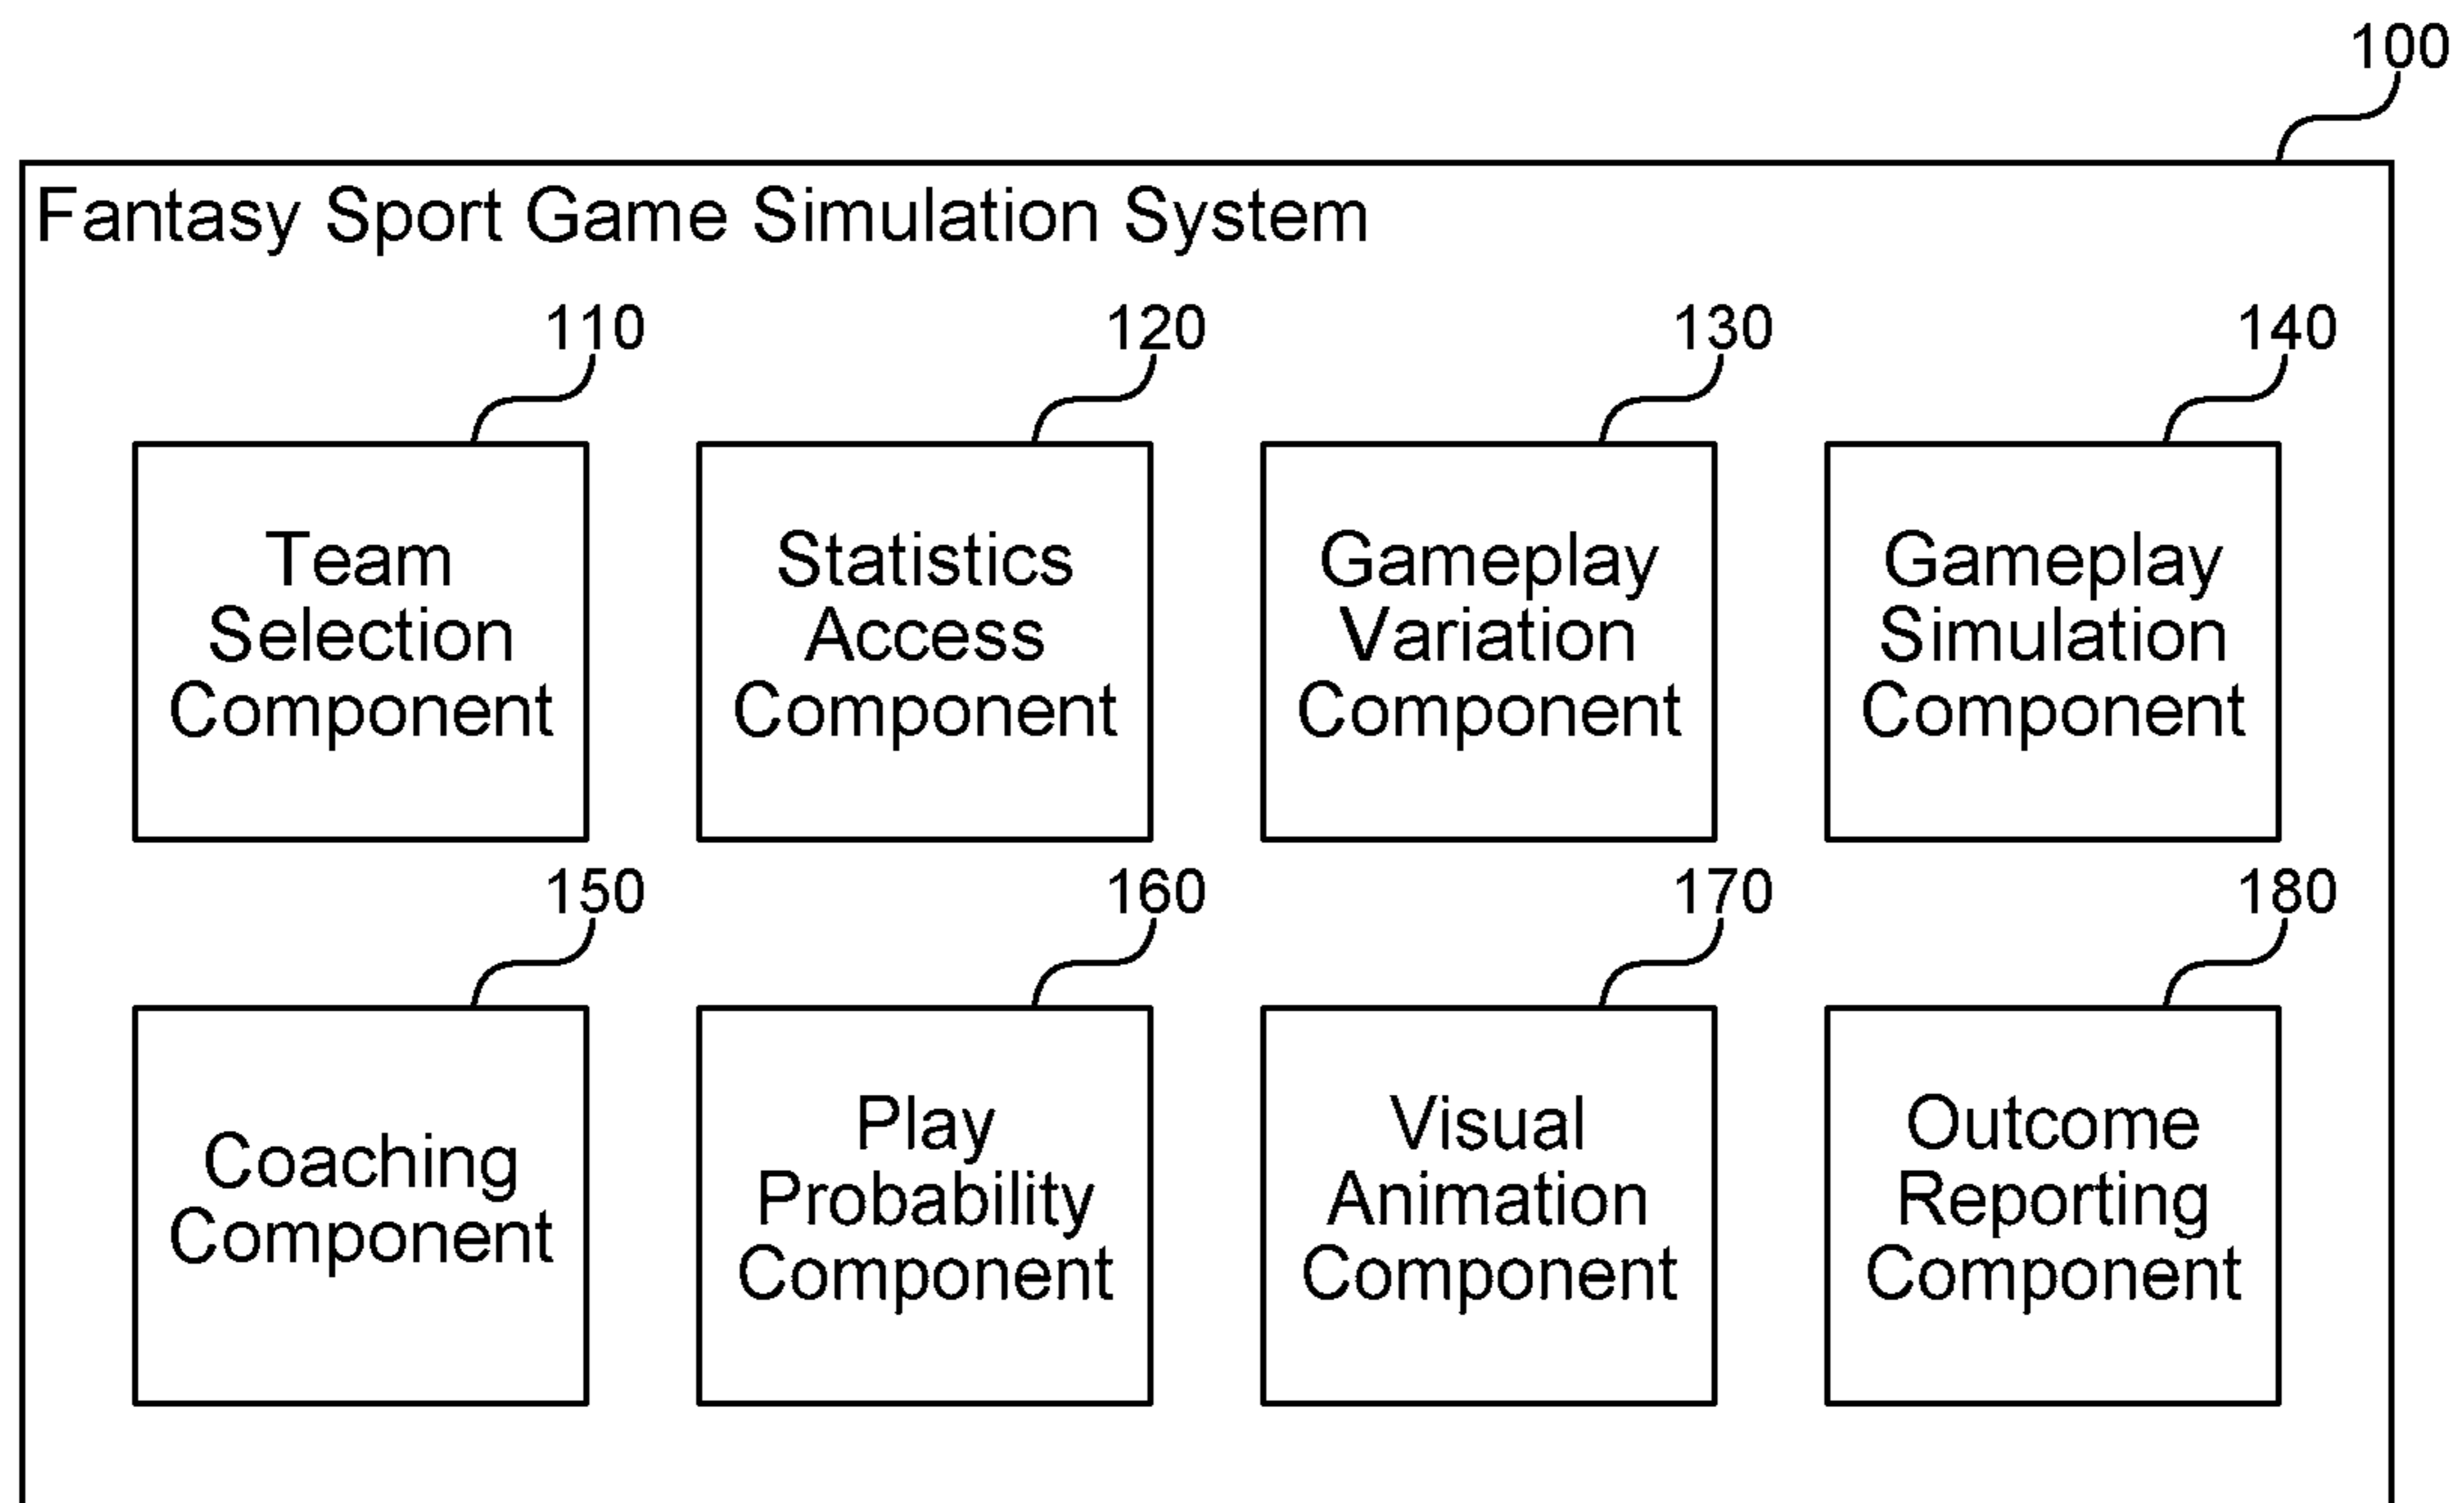 100
Fantasy Sport Game Simulation System
110
120
130
140
Team
Selection
Component
Statistics
Access
Component
Gameplay
Variation
Component
Gameplay
Simulation
Component
150
160
170
180
Coaching
Component
Play
Probability
Component
Visual
Animation
Component
Outcome
Reporting
Component